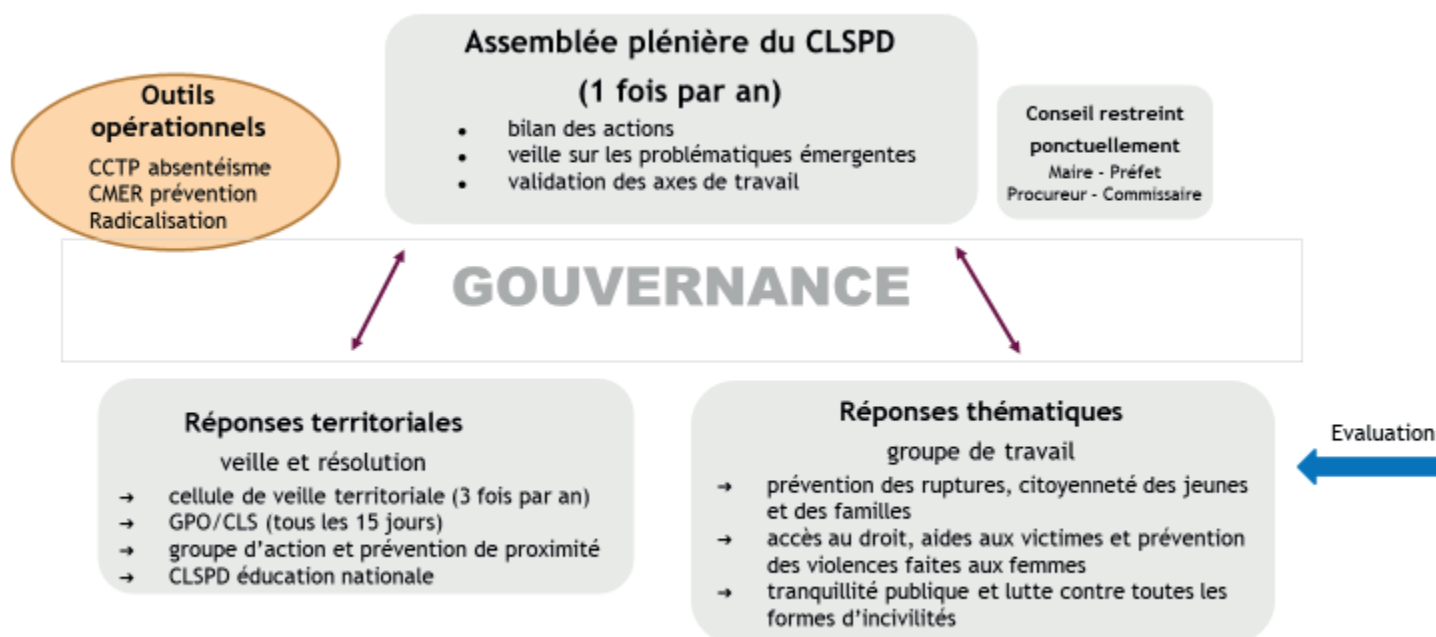 Assemblée plénière du CLSPD
(1 fois par an)
• bilan des actions
• veille sur les problématiques émergentes
• validation des axes de travail
Outils
opérationnels
CCTP absentéisme
CMER prévention
Radicalisation
Conseil restreint
ponctuellement
Maire - Préfet
Procureur - Commissaire
GOUVERNANCE
Réponses territoriales
veille et résolution
→ cellule de veille territoriale (3 fois par an)
→ GPO/CLS (tous les 15 jours)
→ groupe d'action et prévention de proximité
→ CLSPD éducation nationale
Réponses thématiques
groupe de travail
→ prévention des ruptures, citoyenneté des jeunes
et des familles
→ accès au droit, aides aux victimes et prévention
des violences faites aux femmes
→ tranquillité publique et lutte contre toutes les
formes d'incivilités
Evaluation